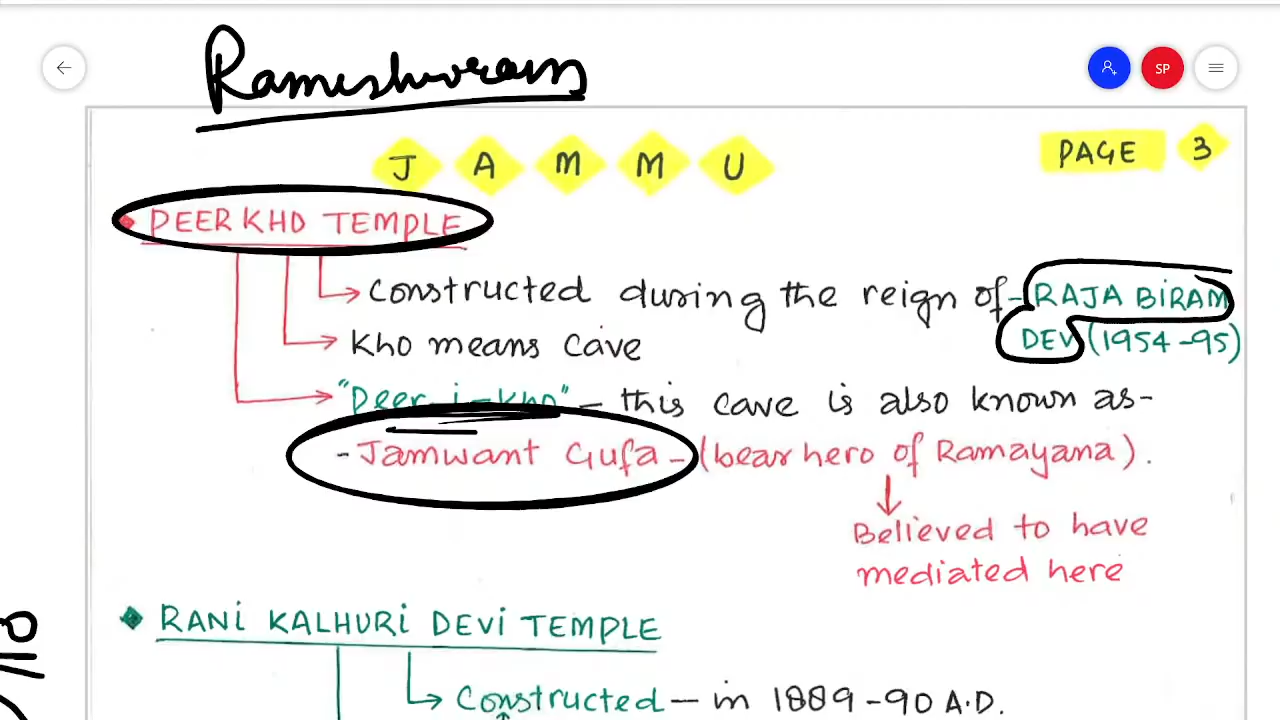 Rameshwram
SP
J A M M U
PAGE 3
PEER KHO TEMPLE
Constructed during the reign of - RAJA BIRAM
DEV (1954-95)
Kho means Cave
"Peer-i-Kho" - this cave is also known as-
- Jamwant Gufa - (bear hero of Ramayana).
Believed to have
mediated here
RANI KALHURI DEVI TEMPLE
Constructed - in 1889-90 A.D.